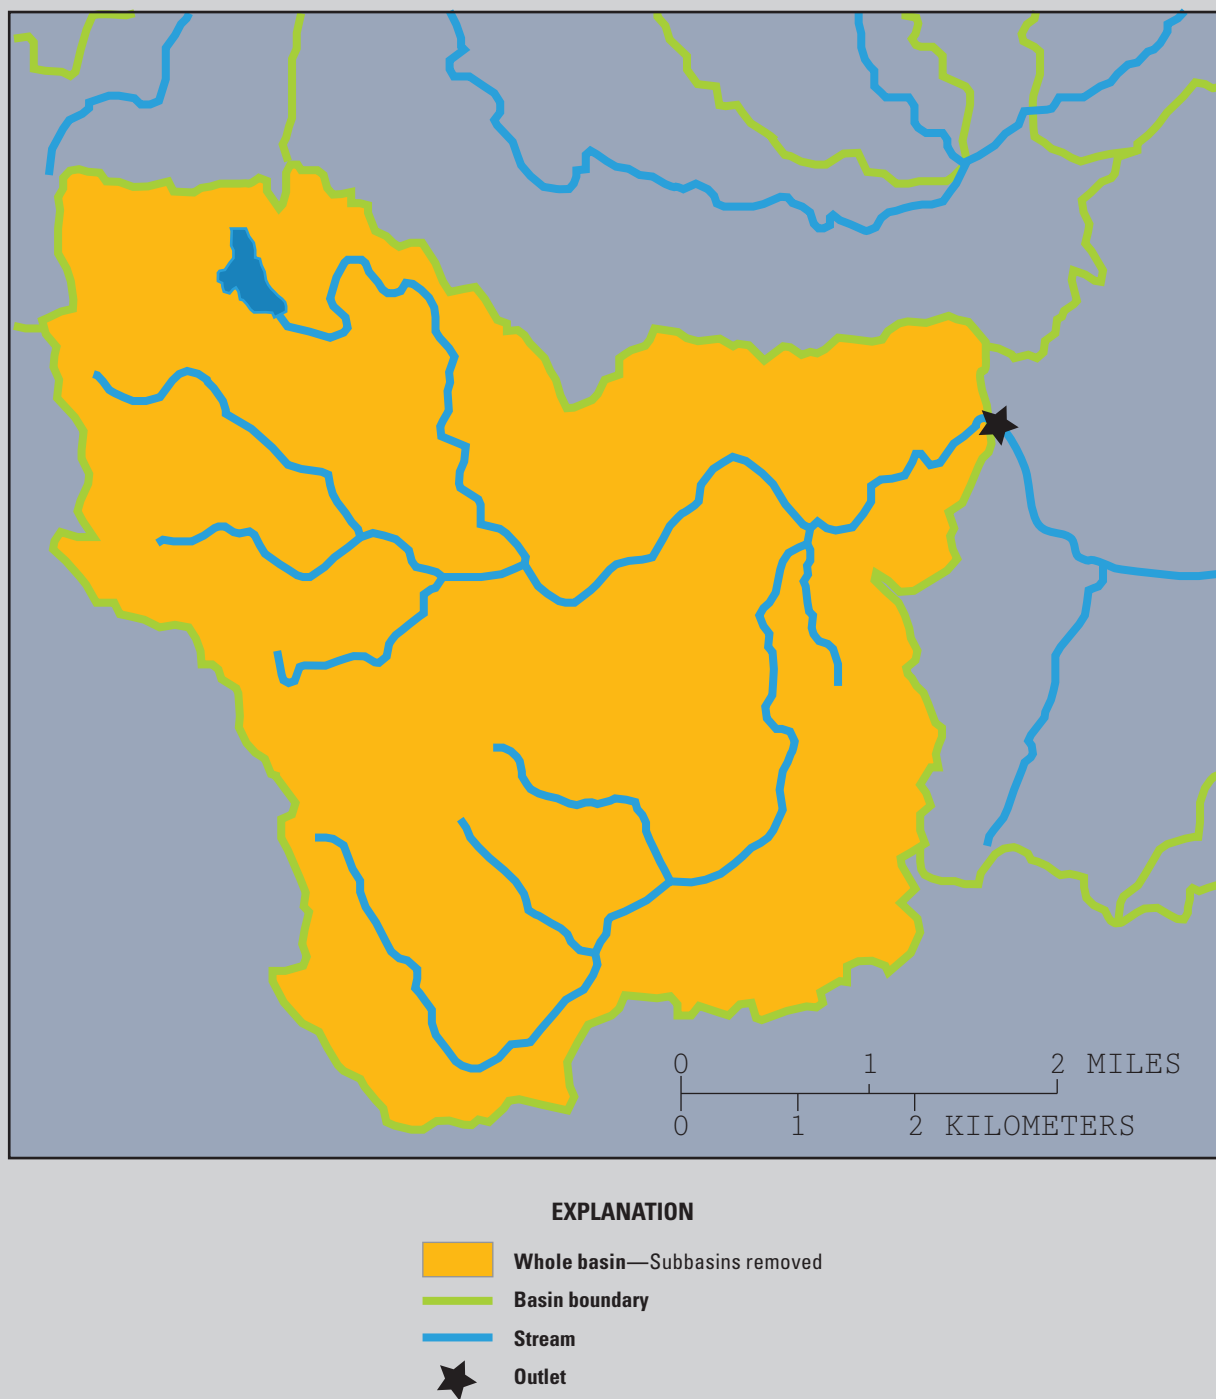 0 1 2 MILES
0 1 2 KILOMETERS
EXPLANATION
Whole basin—Subbasins removed
Basin boundary
Stream
Outlet